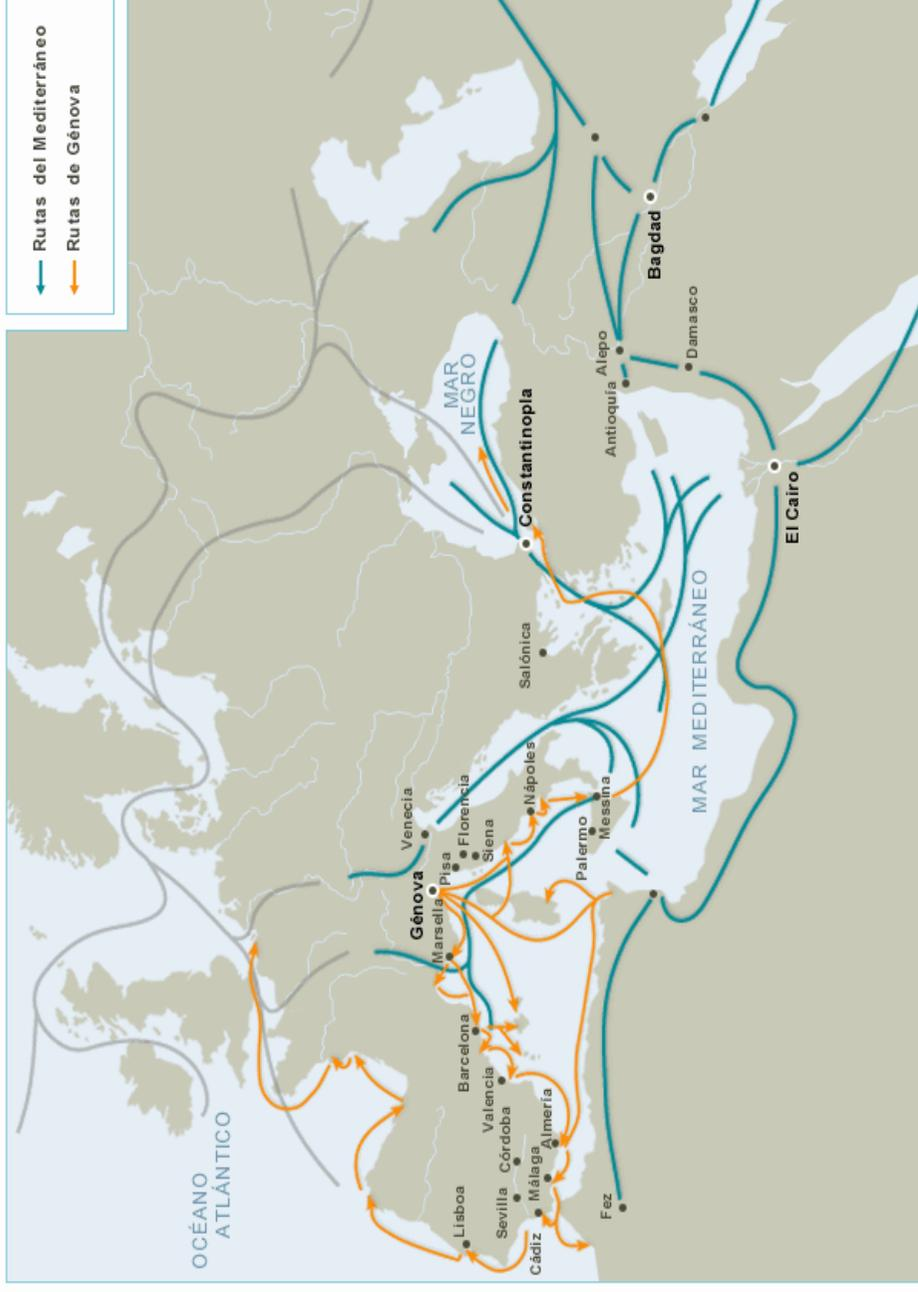 Rutas del Mediterráneo
Rutas de Génova
OCÉANO
ATLÁNTICO
MAR
NEGRO
MAR MEDITERRÁNEO
Venecia
Génova
Pisa
Florencia
Siena
Marsella
Nápoles
Palermo
Messina
Barcelona
Valencia
Córdoba
Sevilla
Málaga
Almería
Cádiz
Lisboa
Fez
Salónica
Constantinopla
Antioquía
Alepo
Damasco
Bagdad
El Cairo